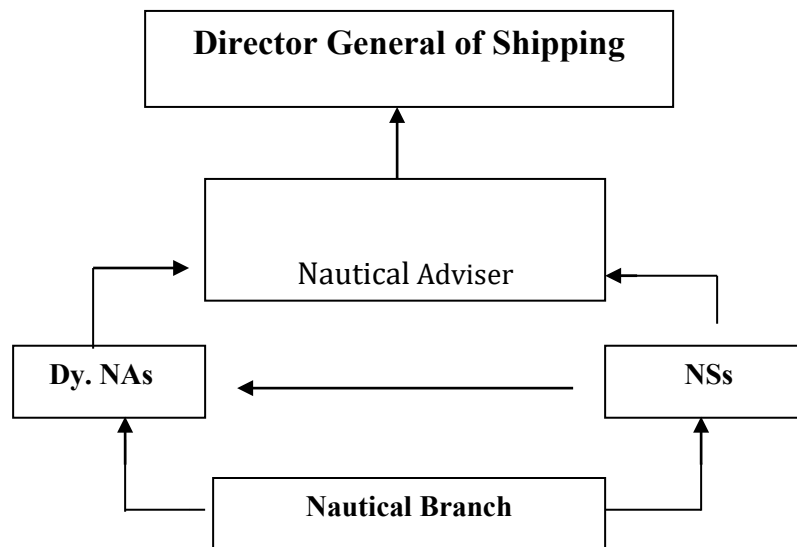 Director General of Shipping
Nautical Adviser
Dy. NAs
NSs
Nautical Branch